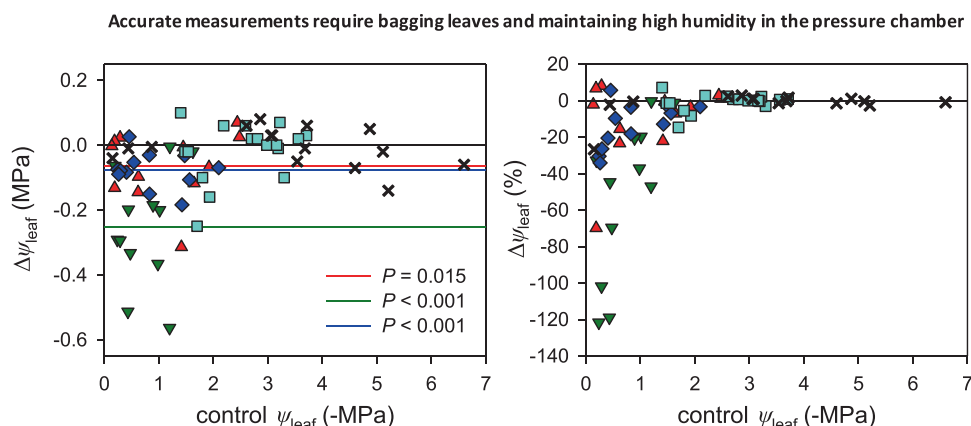 Accurate measurements require bagging leaves and maintaining high humidity in the pressure chamber
0.2
0.0
-0.2
-0.4
-0.6
Δψleaf (MPa)
P = 0.015
P < 0.001
P < 0.001
0 1 2 3 4 5 6 7
control ψleaf (-MPa)
20
0
-20
-40
-60
-80
-100
-120
-140
Δψleaf (%)
0 1 2 3 4 5 6 7
control ψleaf (-MPa)